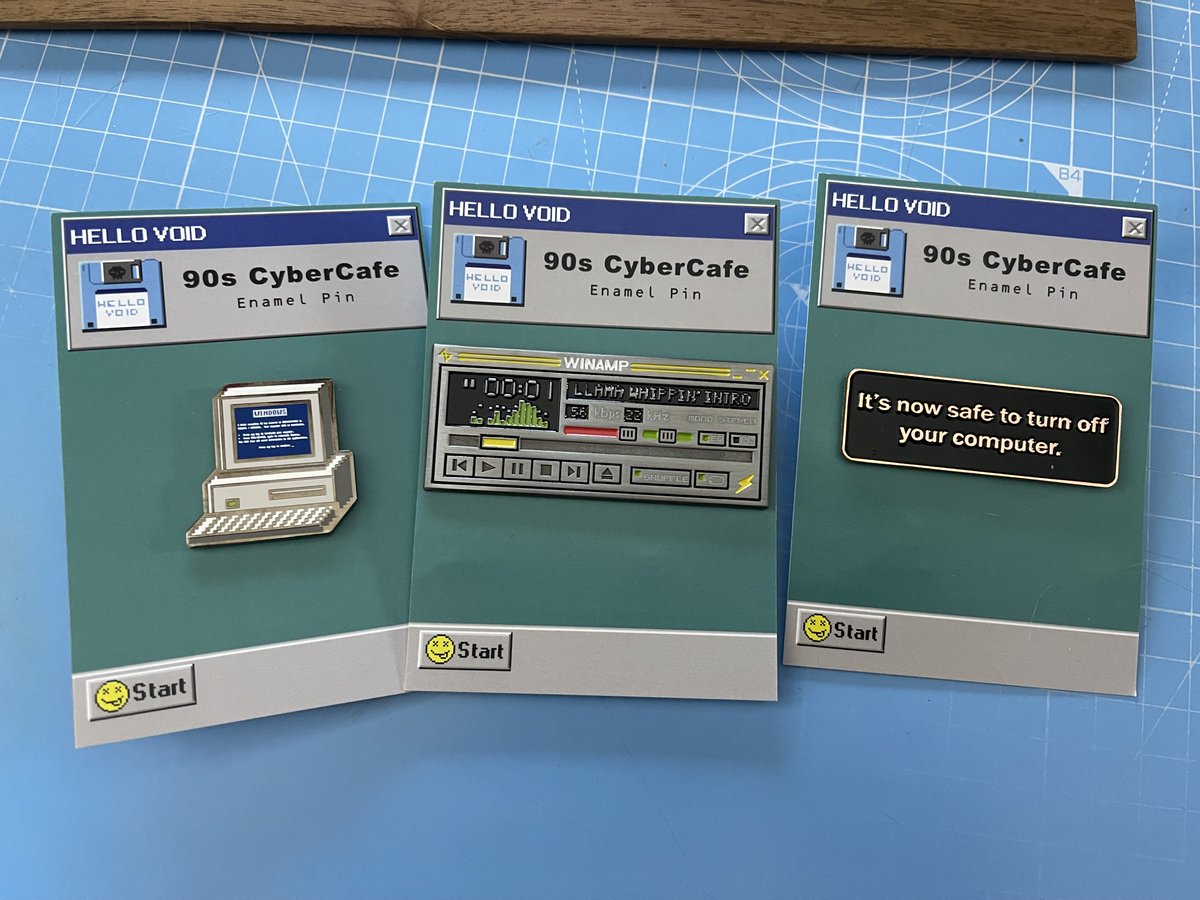 B4
HELLO VOID
90s CyberCafe
Enamel Pin
HELLO
VOID
WINDOWS
Start
HELLO VOID
90s CyberCafe
Enamel Pin
HELLO
VOID
WINAMP
00:01
LLAMA WHIPPIN' INTRO
56 kbps 22 kHz
MONO STEREO
EQ
PL
SHUFFLE
Start
HELLO VOID
90s CyberCafe
Enamel Pin
HELLO
VOID
It's now safe to turn off
your computer.
Start